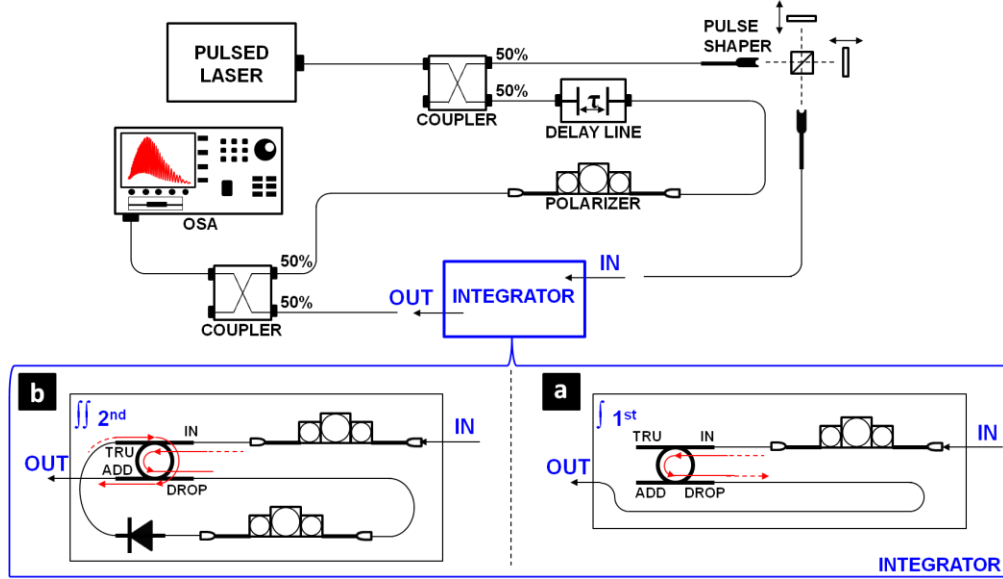 PULSED
LASER
50%
50%
COUPLER
PULSE
SHAPER
τ
DELAY LINE
OSA
POLARIZER
50%
50%
COUPLER
IN
INTEGRATOR
OUT
b
∫∫ 2nd
IN
IN
TRU
ADD
OUT
DROP
a
∫ 1st
TRU
IN
IN
OUT
ADD
DROP
INTEGRATOR